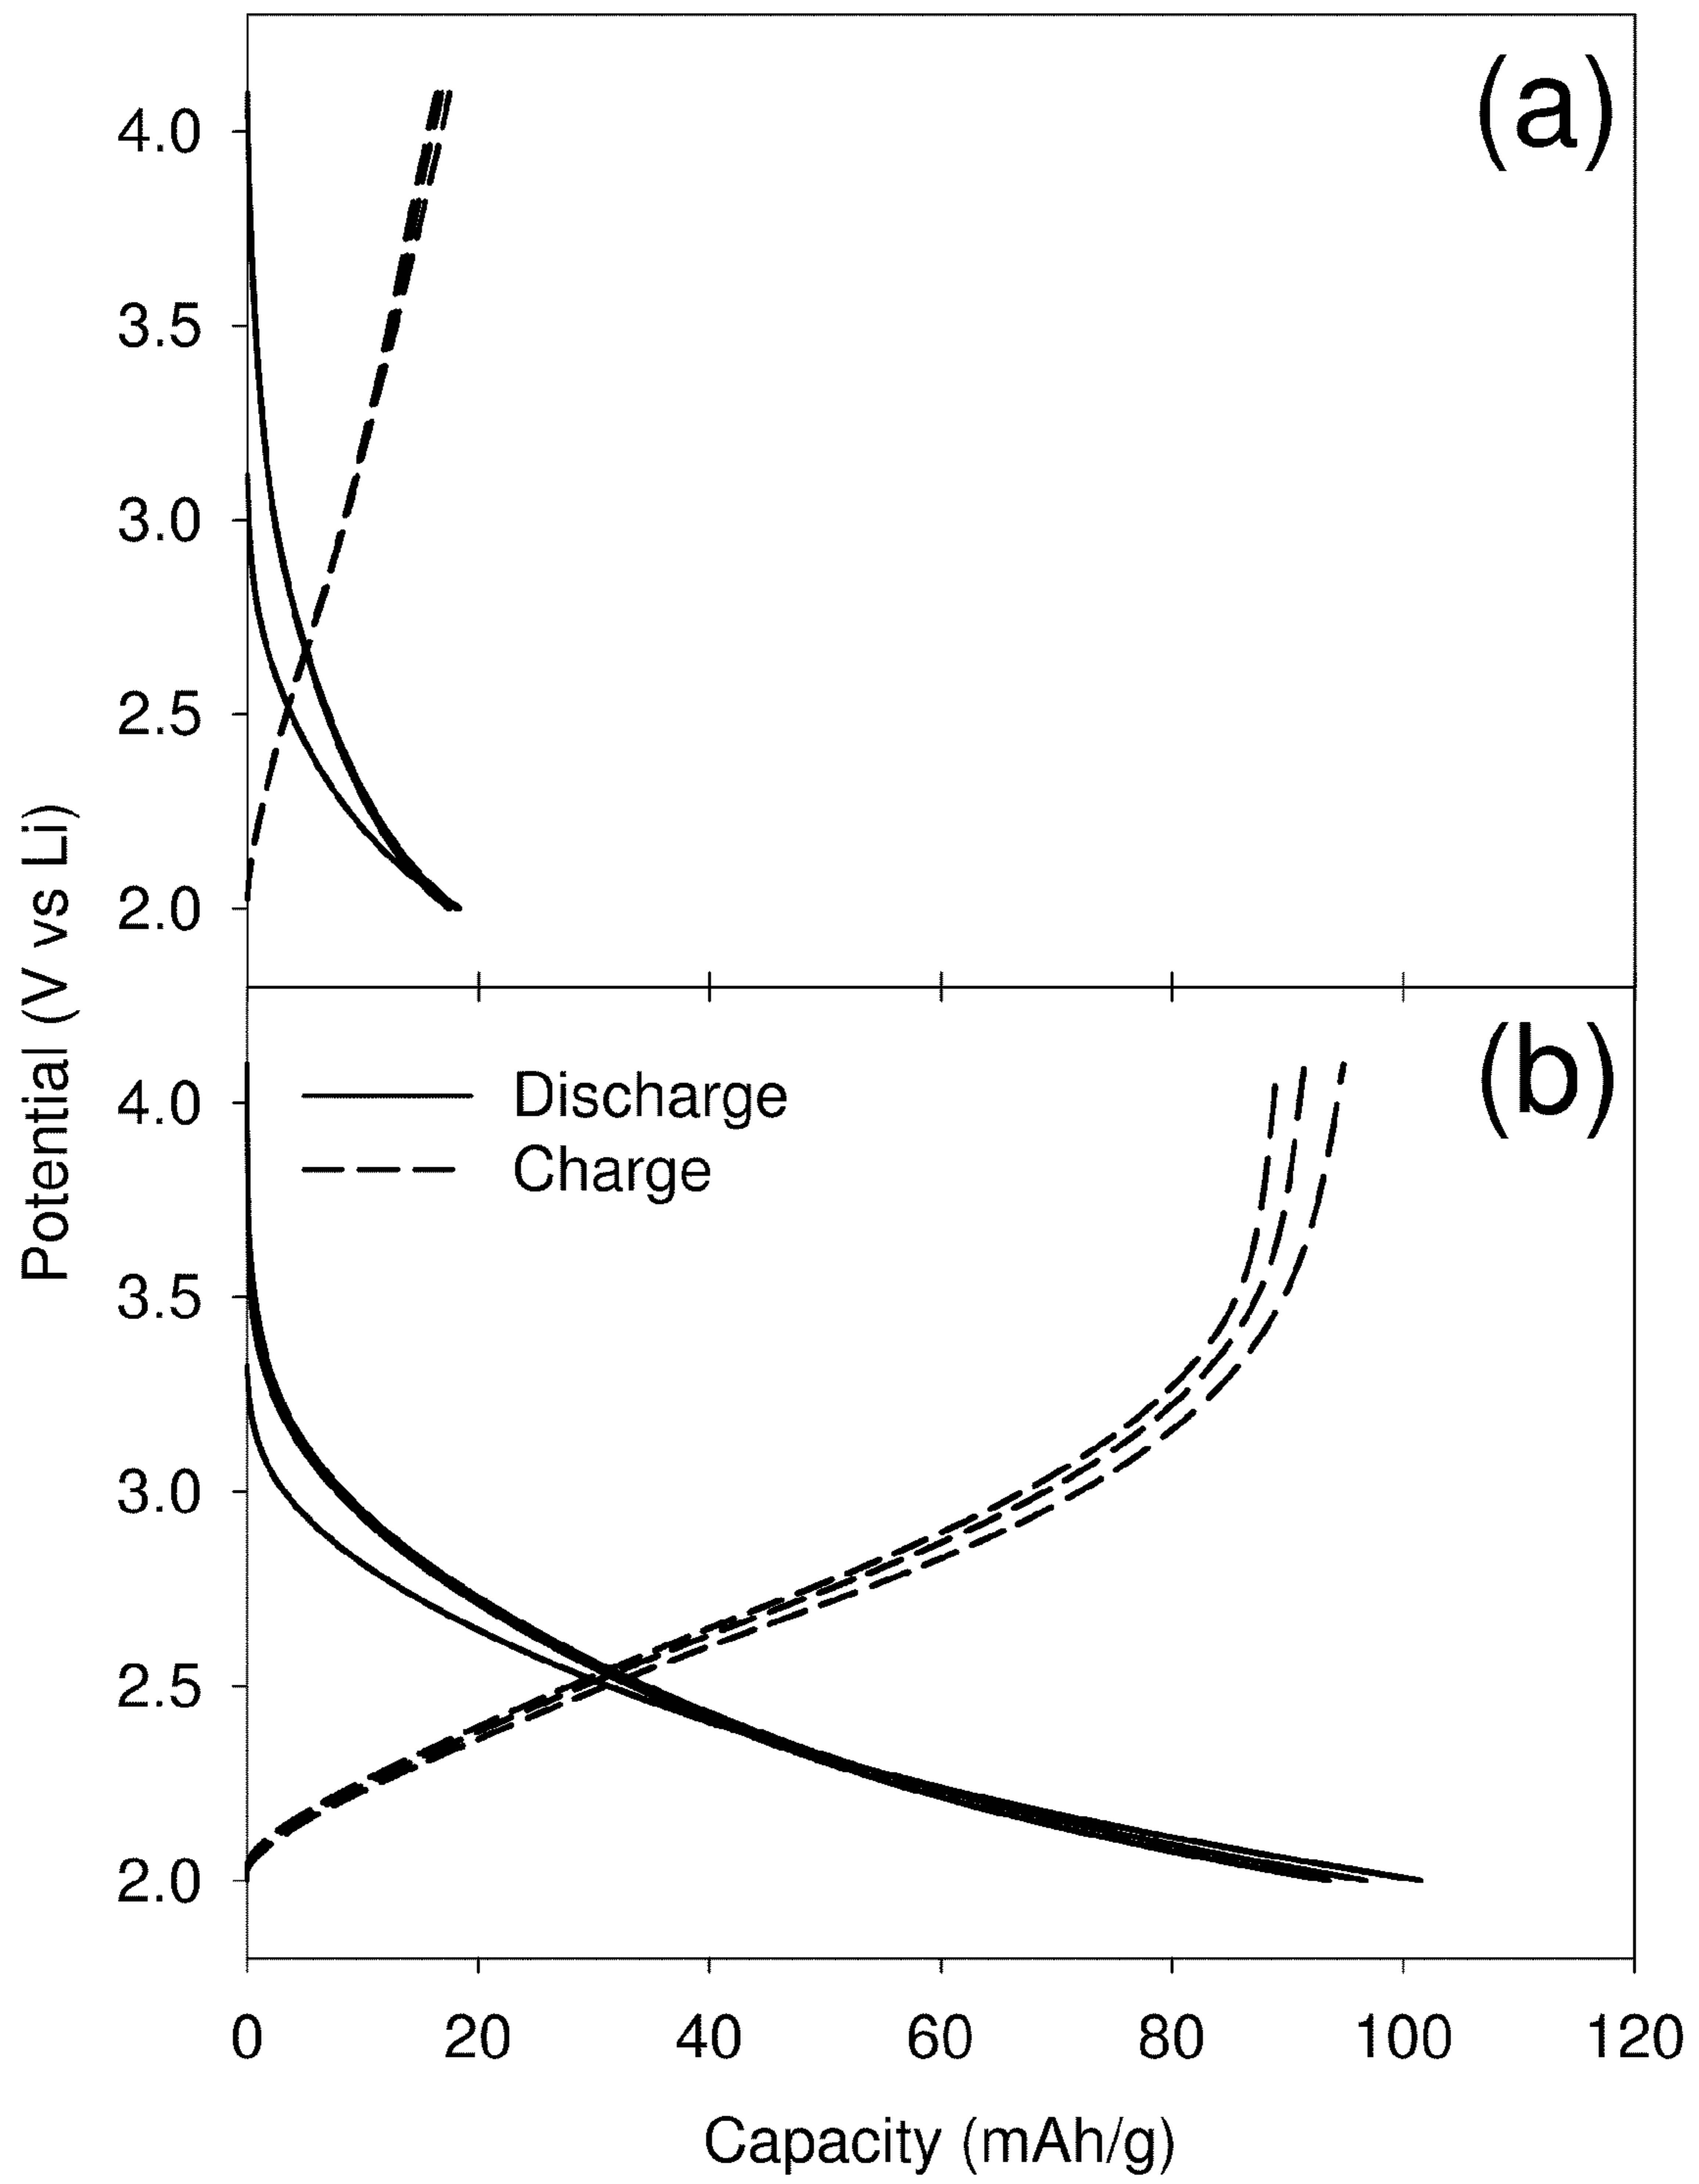 (a)
4.0
3.5
3.0
2.5
2.0
Potential (V vs Li)
(b)
Discharge
Charge
4.0
3.5
3.0
2.5
2.0
0 20 40 60 80 100 120
Capacity (mAh/g)